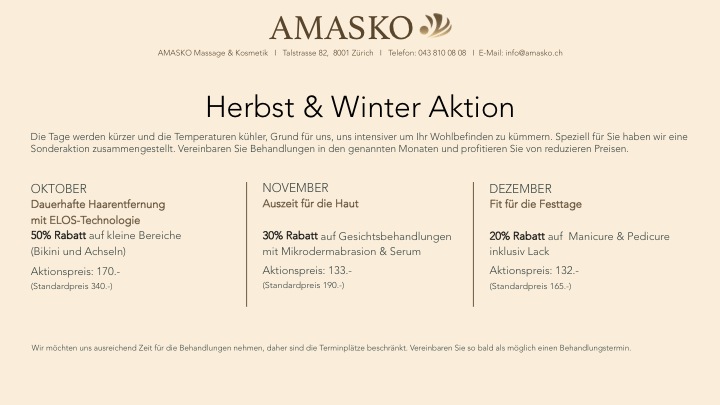 AMASKO
AMASKO Massage & Kosmetik I Talstrasse 82, 8001 Zürich I Telefon: 043 810 08 08 I E-Mail: info@amasko.ch
Herbst & Winter Aktion
Die Tage werden kürzer und die Temperaturen kühler, Grund für uns, uns intensiver um Ihr Wohlbefinden zu kümmern. Speziell für Sie haben wir eine
Sonderaktion zusammengestellt. Vereinbaren Sie Behandlungen in den genannten Monaten und profitieren Sie von reduzieren Preisen.
OKTOBER
Dauerhafte Haarentfernung
mit ELOS-Technologie
50% Rabatt auf kleine Bereiche
(Bikini und Achseln)
Aktionspreis: 170.-
(Standardpreis 340.-)
NOVEMBER
Auszeit für die Haut
30% Rabatt auf Gesichtsbehandlungen
mit Mikrodermabrasion & Serum
Aktionspreis: 133.-
(Standardpreis 190.-)
DEZEMBER
Fit für die Festtage
20% Rabatt auf Manicure & Pedicure
inklusiv Lack
Aktionspreis: 132.-
(Standardpreis 165.-)
Wir möchten uns ausreichend Zeit für die Behandlungen nehmen, daher sind die Terminplätze beschränkt. Vereinbaren Sie so bald als möglich einen Behandlungstermin.